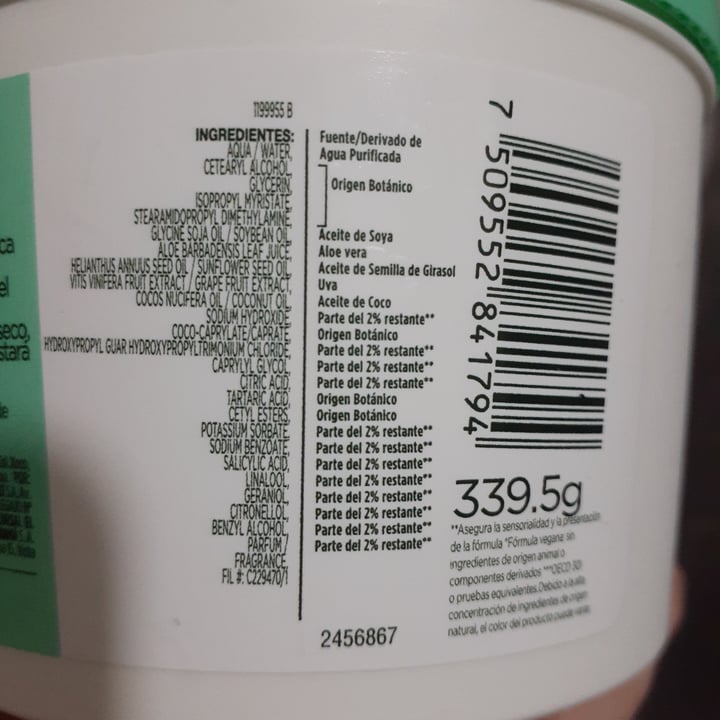 1199955 B
INGREDIENTES:
AQUA / WATER,
CETEARYL ALCOHOL,
GLYCERIN,
ISOPROPYL MYRISTATE,
STEARAMIDOPROPYL DIMETHYLAMINE,
GLYCINE SOJA OIL / SOYBEAN OIL,
ALOE BARBADENSIS LEAF JUICE,
HELIANTHUS ANNUUS SEED OIL / SUNFLOWER SEED OIL,
VITIS VINIFERA FRUIT EXTRACT / GRAPE FRUIT EXTRACT,
COCOS NUCIFERA OIL / COCONUT OIL,
SODIUM HYDROXIDE,
COCO-CAPRYLATE/CAPRATE,
HYDROXYPROPYL GUAR HYDROXYPROPYLTRIMONIUM CHLORIDE,
CAPRYLYL GLYCOL,
CITRIC ACID,
TARTARIC ACID,
CETYL ESTERS,
POTASSIUM SORBATE,
SODIUM BENZOATE,
SALICYLIC ACID,
LINALOOL,
GERANIOL,
CITRONELLOL,
BENZYL ALCOHOL,
PARFUM /
FRAGRANCE.
FIL #: C229470/1
Fuente/Derivado de
Agua Purificada
Origen Botánico
Aceite de Soya
Aloe vera
Aceite de Semilla de Girasol
Uva
Aceite de Coco
Parte del 2% restante**
Origen Botánico
Parte del 2% restante**
Parte del 2% restante**
Parte del 2% restante**
Origen Botánico
Origen Botánico
Parte del 2% restante**
Parte del 2% restante**
Parte del 2% restante**
Parte del 2% restante**
Parte del 2% restante**
Parte del 2% restante**
Parte del 2% restante**
Parte del 2% restante**
2456867
7 509552 841794
339.5g
**Asegura la sensorialidad y la presentación
de la fórmula *Fórmula vegana: sin
ingredientes de origen animal o
componentes derivados ***OECD 301
o pruebas equivalentes. Debido a la alta
concentración de ingredientes de origen
natural, el color del producto puede variar.
ca
el
seco,
stará